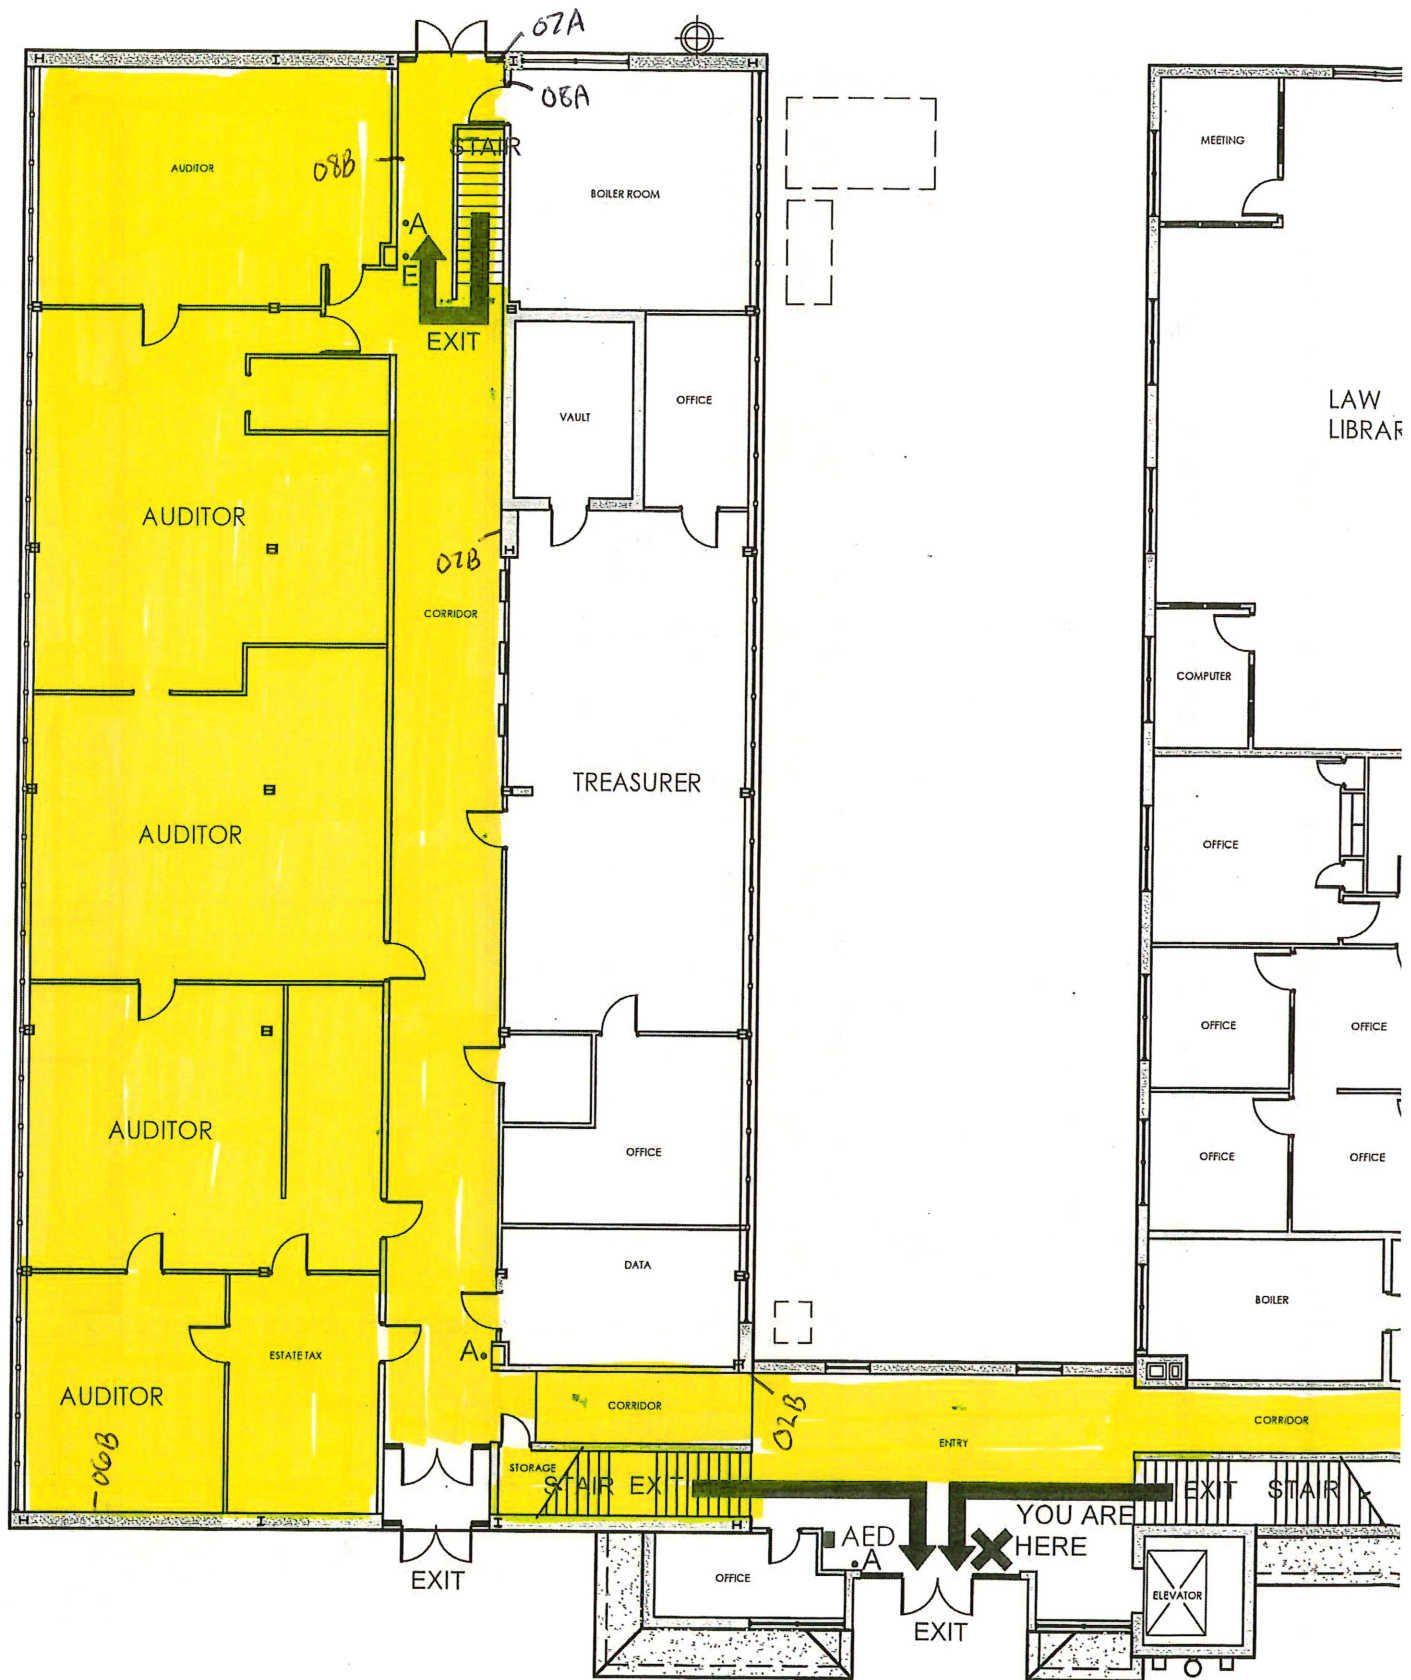 07A
08A
STAIR
MEETING
AUDITOR
08B
BOILER ROOM
A
E
EXIT
VAULT
OFFICE
LAW
LIBRAR
AUDITOR
07B
CORRIDOR
COMPUTER
TREASURER
AUDITOR
OFFICE
OFFICE
OFFICE
AUDITOR
OFFICE
OFFICE
OFFICE
DATA
BOILER
A
ESTATE TAX
AUDITOR
CORRIDOR
02B
CORRIDOR
ENTRY
06B
STORAGE
STAIR EXIT
EXIT STAIR
YOU ARE
HERE
AED
A
EXIT
OFFICE
ELEVATOR
EXIT